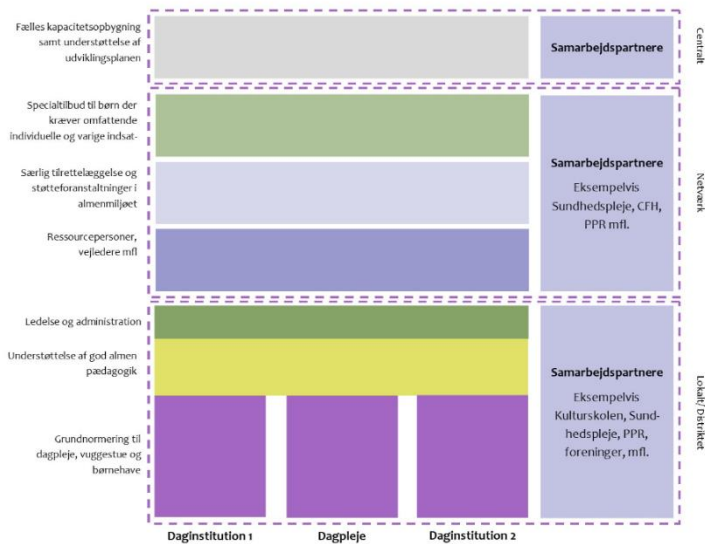 Fælles kapacitetsopbygning
samt understøttelse af
udviklingsplanen
Samarbejdspartnere
Centralt
Specialtilbud til børn der
kræver omfattende
individuelle og varige indsat-
Særlig tilrettelæggelse og
støtteforanstaltninger i
almenmiljøet
Ressourcepersoner,
vejledere mfl
Samarbejdspartnere
Eksempelvis
Sundhedspleje, CFH,
PPR mfl.
Netværk
Ledelse og administration
Understøttelse af god almen
pædagogik
Grundnormering til
dagpleje, vuggestue og
børnehave
Samarbejdspartnere
Eksempelvis
Kulturskolen, Sund-
hedspleje, PPR,
foreninger, mfl.
Lokalt/ Distriktet
Daginstitution 1
Dagpleje
Daginstitution 2